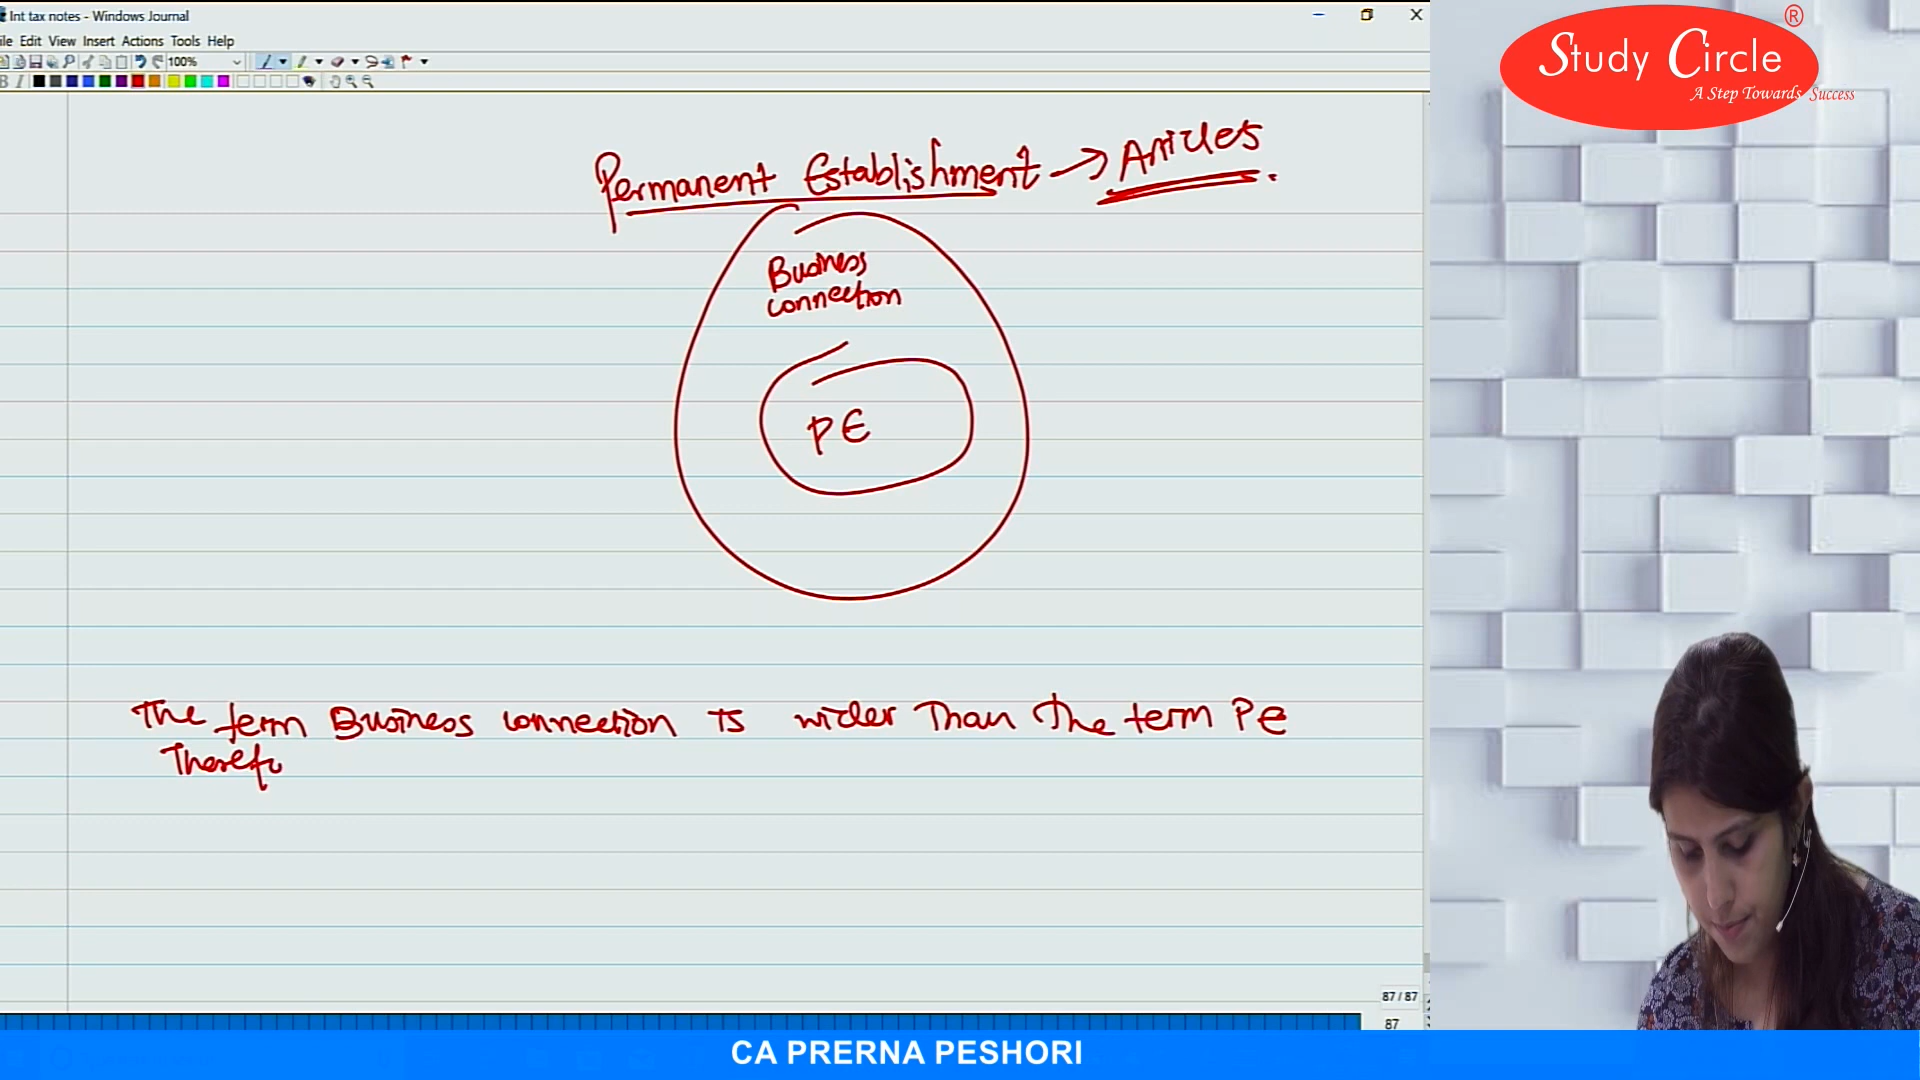 Int tax notes - Windows Journal
ile Edit View Insert Actions Tools Help
100%
B I
Permanent Establishment → Articles
Business
connection
PE
The term Business connection is wider than the term PE
Therefo
87 / 87
87
CA PRERNA PESHORI
Study Circle ®
A Step Towards Success